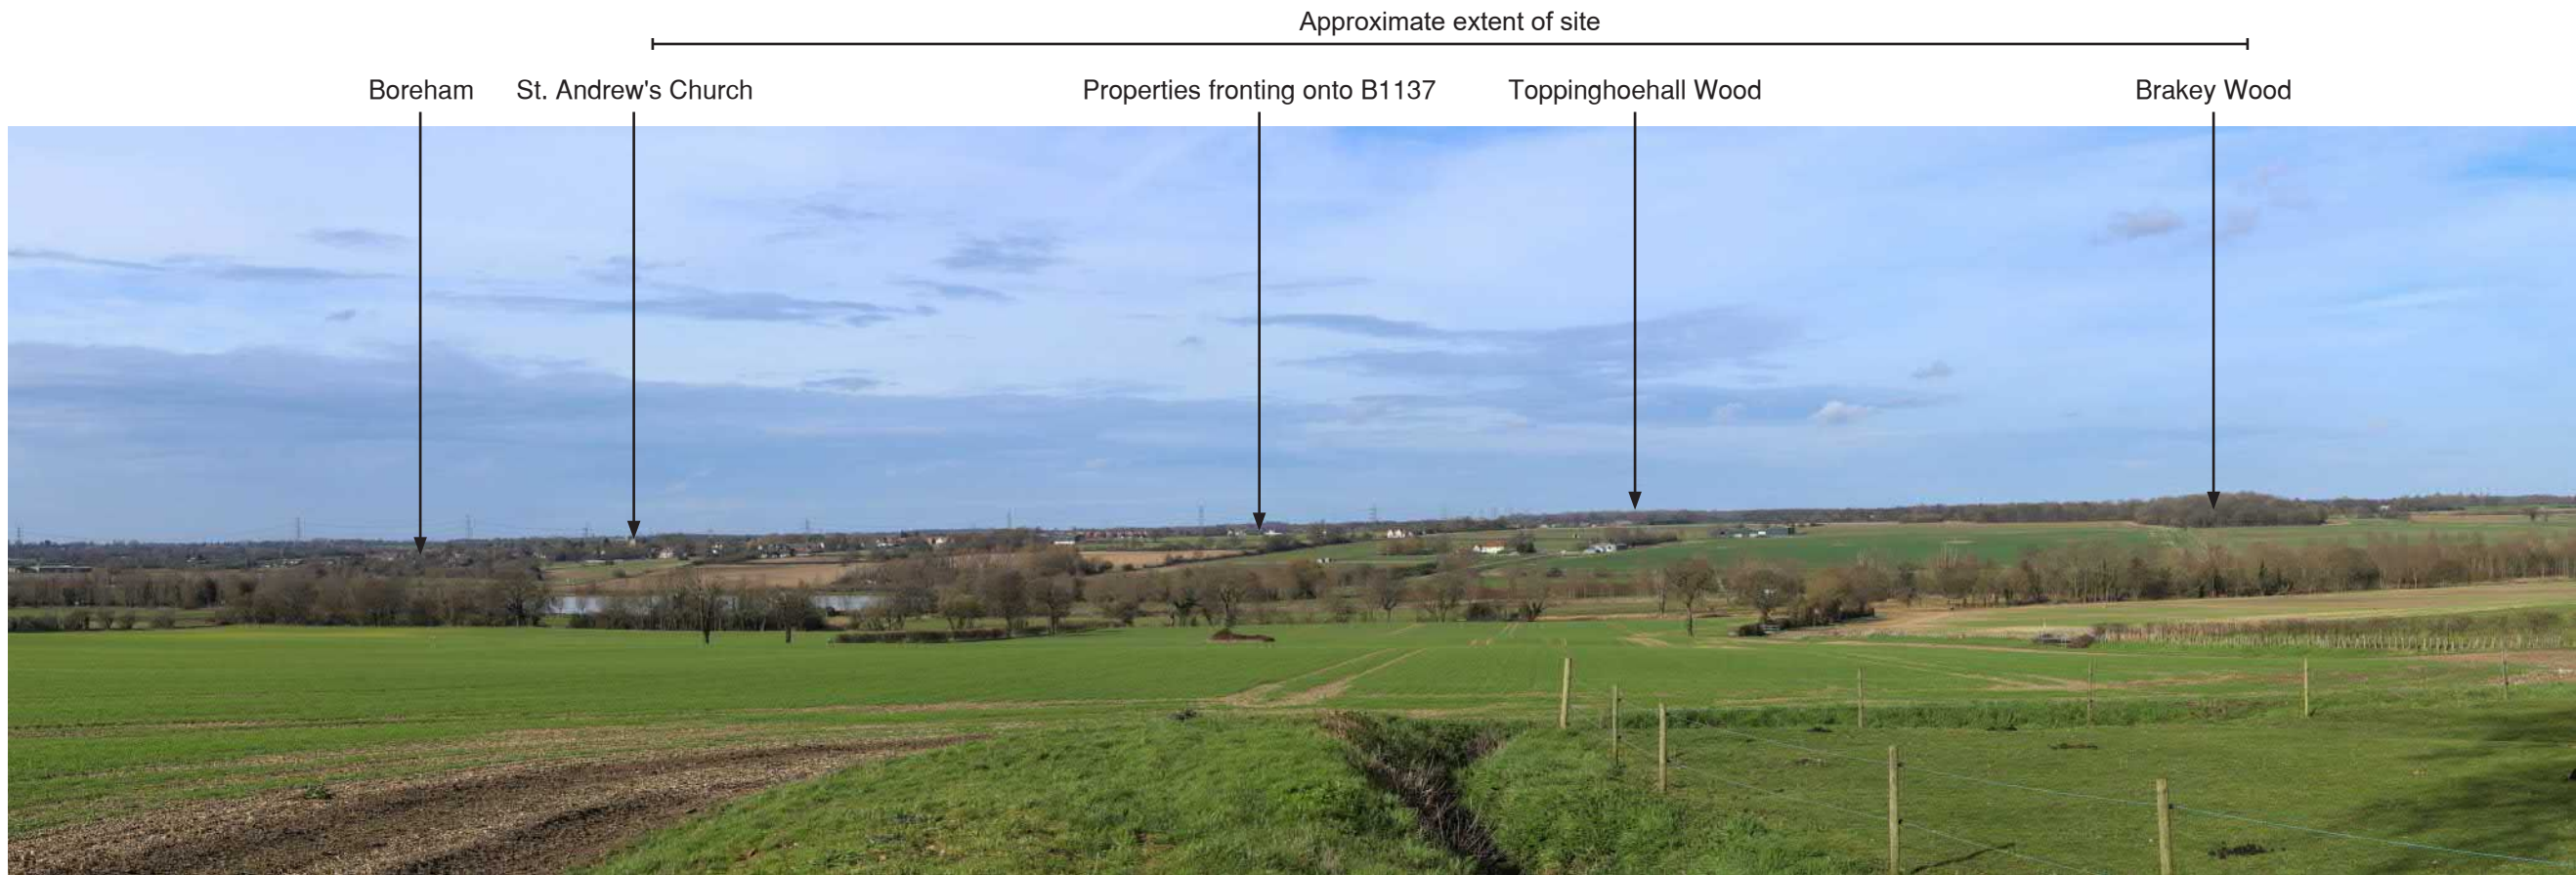 Approximate extent of site
Boreham
St. Andrew's Church
Properties fronting onto B1137
Toppinghoehall Wood
Brakey Wood